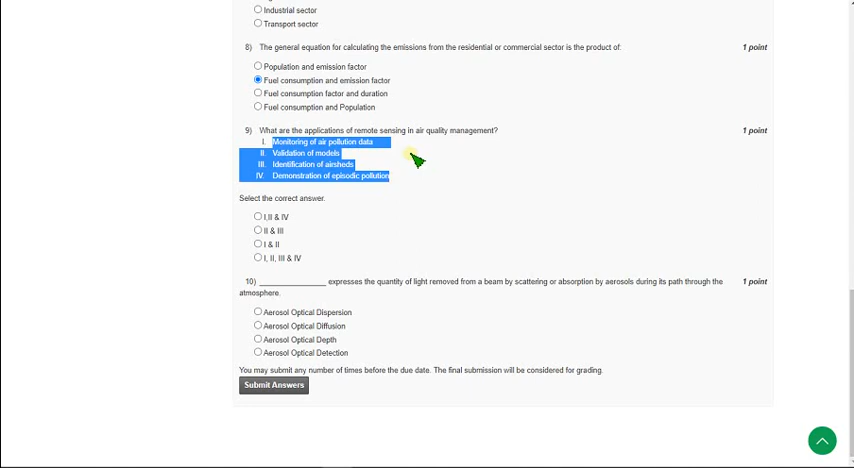 Industrial sector
Transport sector
8) The general equation for calculating the emissions from the residential or commercial sector is the product of: 1 point
Population and emission factor
Fuel consumption and emission factor
Fuel consumption factor and duration
Fuel consumption and Population
9) What are the applications of remote sensing in air quality management? 1 point
I. Monitoring of air pollution data
II. Validation of models
III. Identification of airsheds
IV. Demonstration of episodic pollution
Select the correct answer.
I,II & IV
II & III
I & II
I, II, III & IV
10) ________________ expresses the quantity of light removed from a beam by scattering or absorption by aerosols during its path through the 1 point
atmosphere.
Aerosol Optical Dispersion
Aerosol Optical Diffusion
Aerosol Optical Depth
Aerosol Optical Detection
You may submit any number of times before the due date. The final submission will be considered for grading.
Submit Answers